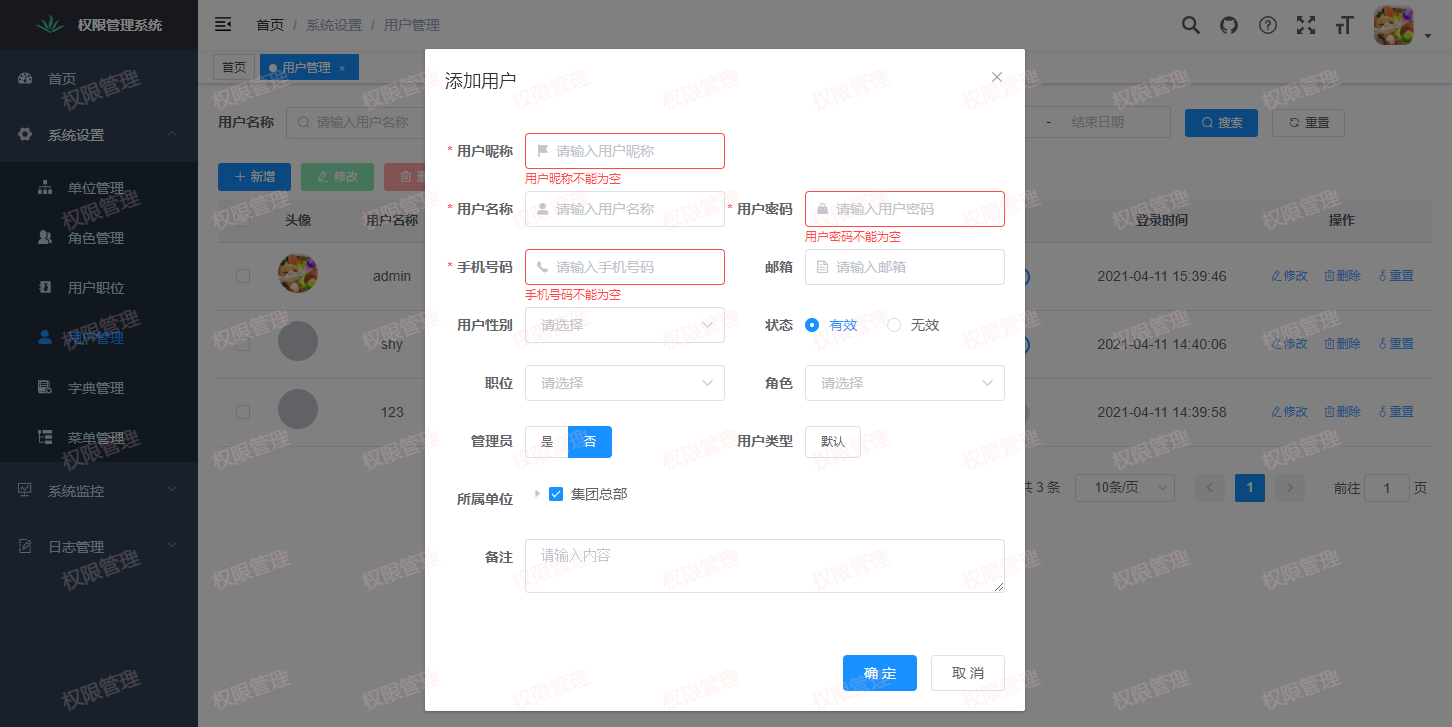 权限管理系统
首页 / 系统设置 / 用户管理
首页
用户管理 ×
首页
系统设置
单位管理
角色管理
用户职位
用户管理
字典管理
菜单管理
系统监控
日志管理
用户名称 请输入用户名称
- 结束日期 搜索 重置
新增 修改
头像 用户名称 登录时间 操作
admin 2021-04-11 15:39:46 修改 删除 重置
shy 2021-04-11 14:40:06 修改 删除 重置
123 2021-04-11 14:39:58 修改 删除 重置
共 3 条 10条/页 1 前往 1 页
添加用户
* 用户昵称 请输入用户昵称
用户昵称不能为空
* 用户名称 请输入用户名称 * 用户密码 请输入用户密码
用户密码不能为空
* 手机号码 请输入手机号码 邮箱 请输入邮箱
手机号码不能为空
用户性别 请选择 状态 有效 无效
职位 请选择 角色 请选择
管理员 是 否 用户类型 默认
所属单位 集团总部
备注 请输入内容
确 定 取 消
权限管理